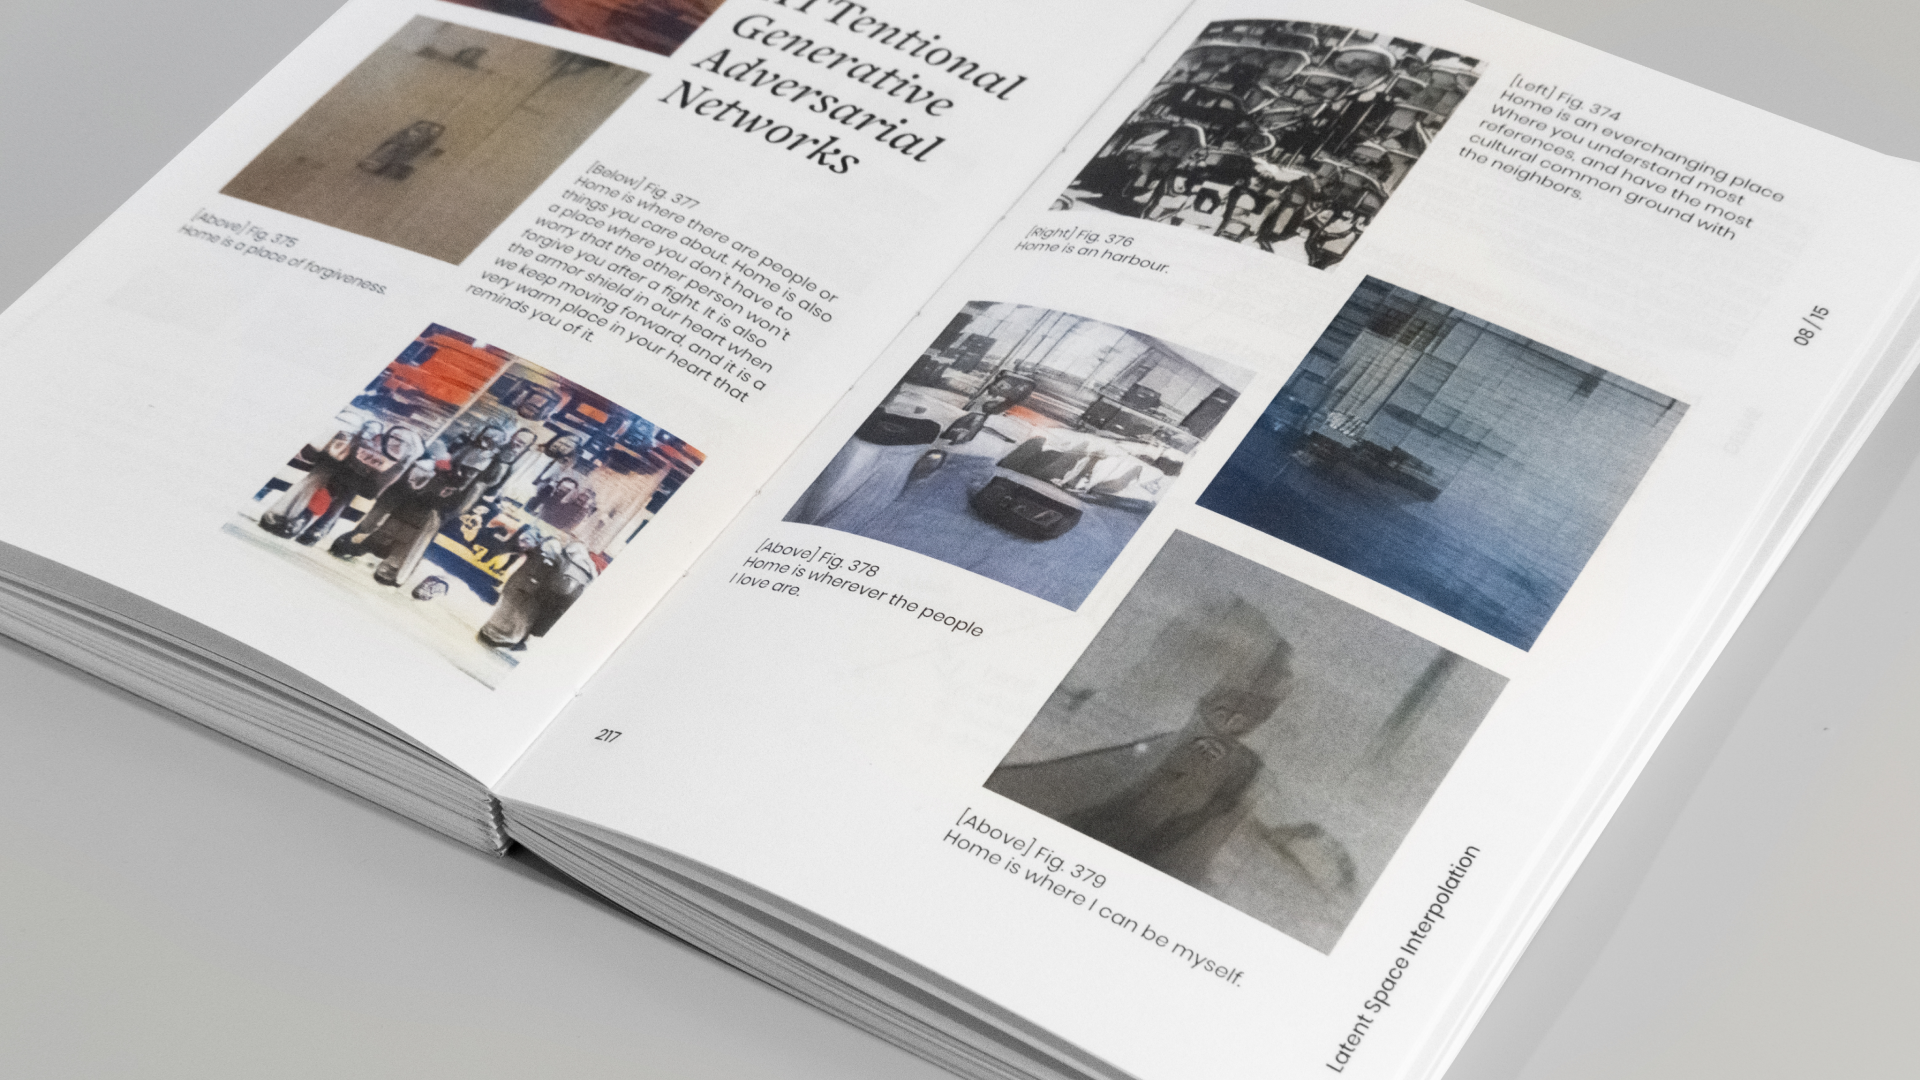 Tentional
Generative
Adversarial
Networks
[Above] Fig. 375
Home is a place of forgiveness.
[Below] Fig. 377
Home is where there are people or
things you care about. Home is also
a place where you don't have to
worry that the other person won't
forgive you after a fight. It is also
the armor shield in our heart when
we keep moving forward, and it is a
very warm place in your heart that
reminds you of it.
217
[Left] Fig. 374
Home is an everchanging place
Where you understand most
references, and have the most
cultural common ground with
the neighbors.
[Right] Fig. 376
Home is an harbour.
[Above] Fig. 378
Home is wherever the people
I love are.
[Above] Fig. 379
Home is where I can be myself.
08 / 15
Latent Space Interpolation